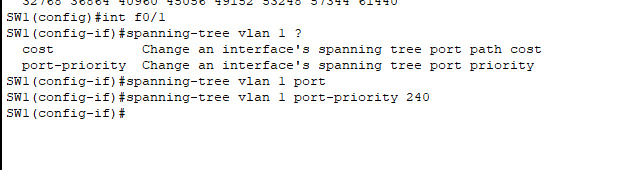 32768 36864 40960 45056 49152 53248 57344 61440
SW1(config)#int f0/1
SW1(config-if)#spanning-tree vlan 1 ?
cost Change an interface's spanning tree port path cost
port-priority Change an interface's spanning tree port priority
SW1(config-if)#spanning-tree vlan 1 port
SW1(config-if)#spanning-tree vlan 1 port-priority 240
SW1(config-if)#